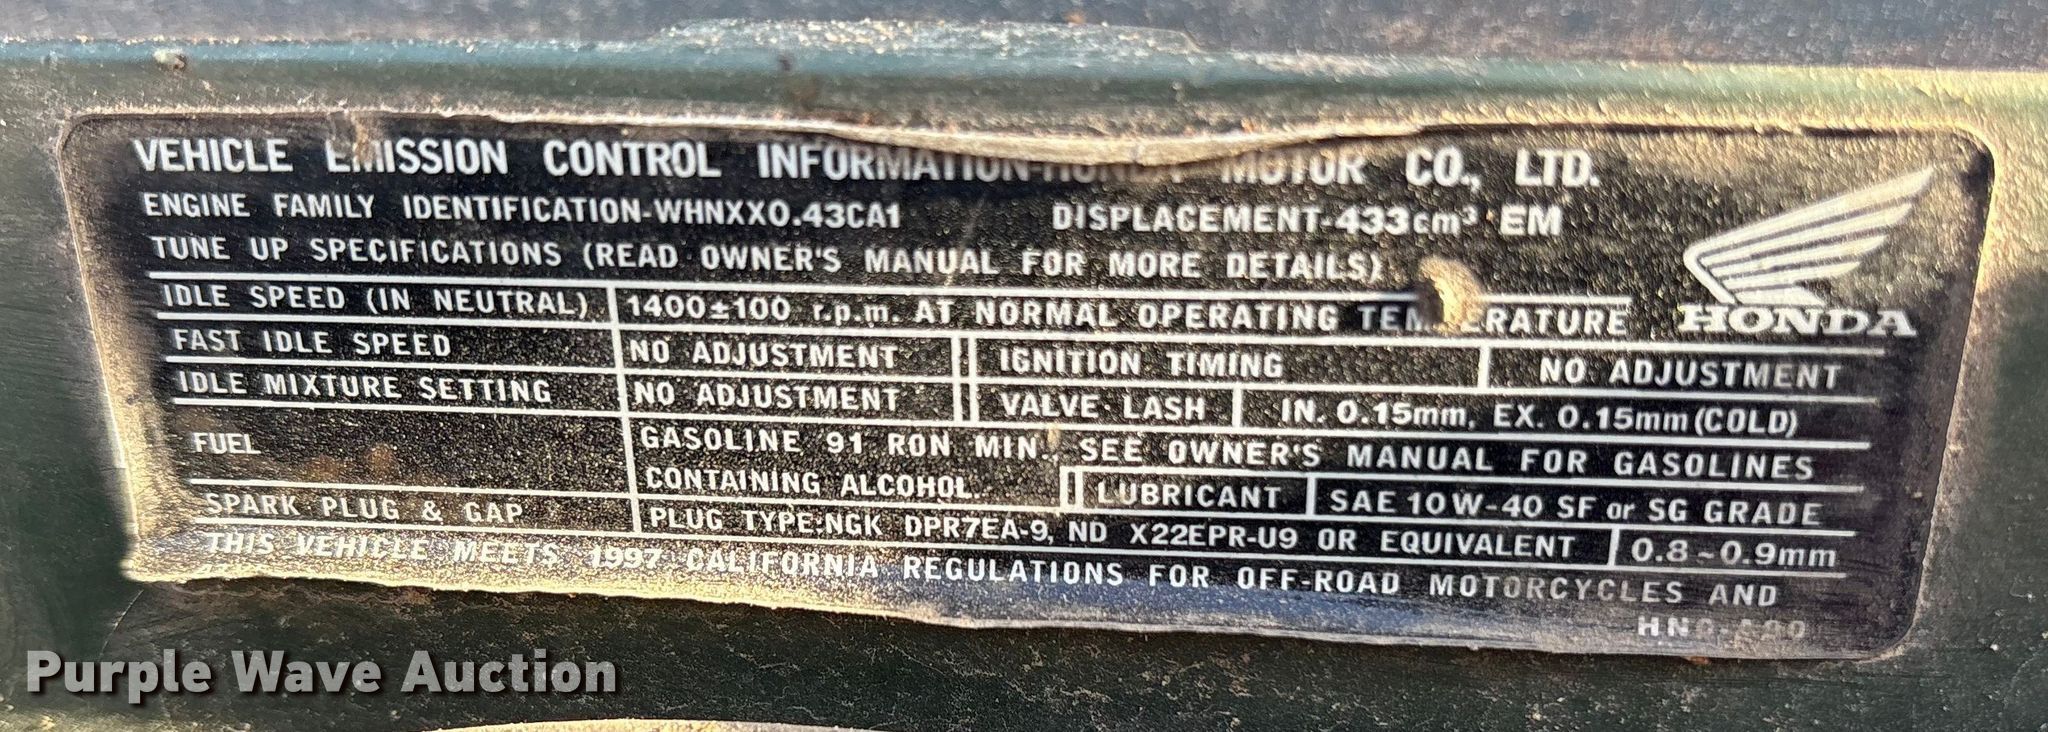 VEHICLE EMISSION CONTROL INFORMATION-HONDA MOTOR CO., LTD.
ENGINE FAMILY IDENTIFICATION-WHNXX0.43CA1 DISPLACEMENT-433cm³ EM
TUNE UP SPECIFICATIONS (READ OWNER'S MANUAL FOR MORE DETAILS)
IDLE SPEED (IN NEUTRAL) 1400±100 r.p.m. AT NORMAL OPERATING TEMPERATURE
HONDA
FAST IDLE SPEED NO ADJUSTMENT IGNITION TIMING NO ADJUSTMENT
IDLE MIXTURE SETTING NO ADJUSTMENT VALVE LASH IN. 0.15mm, EX. 0.15mm (COLD)
FUEL GASOLINE 91 RON MIN., SEE OWNER'S MANUAL FOR GASOLINES
CONTAINING ALCOHOL. LUBRICANT SAE 10W-40 SF or SG GRADE
SPARK PLUG & GAP PLUG TYPE:NGK DPR7EA-9, ND X22EPR-U9 OR EQUIVALENT 0.8~0.9mm
THIS VEHICLE MEETS 1997 CALIFORNIA REGULATIONS FOR OFF-ROAD MOTORCYCLES AND
Purple Wave Auction